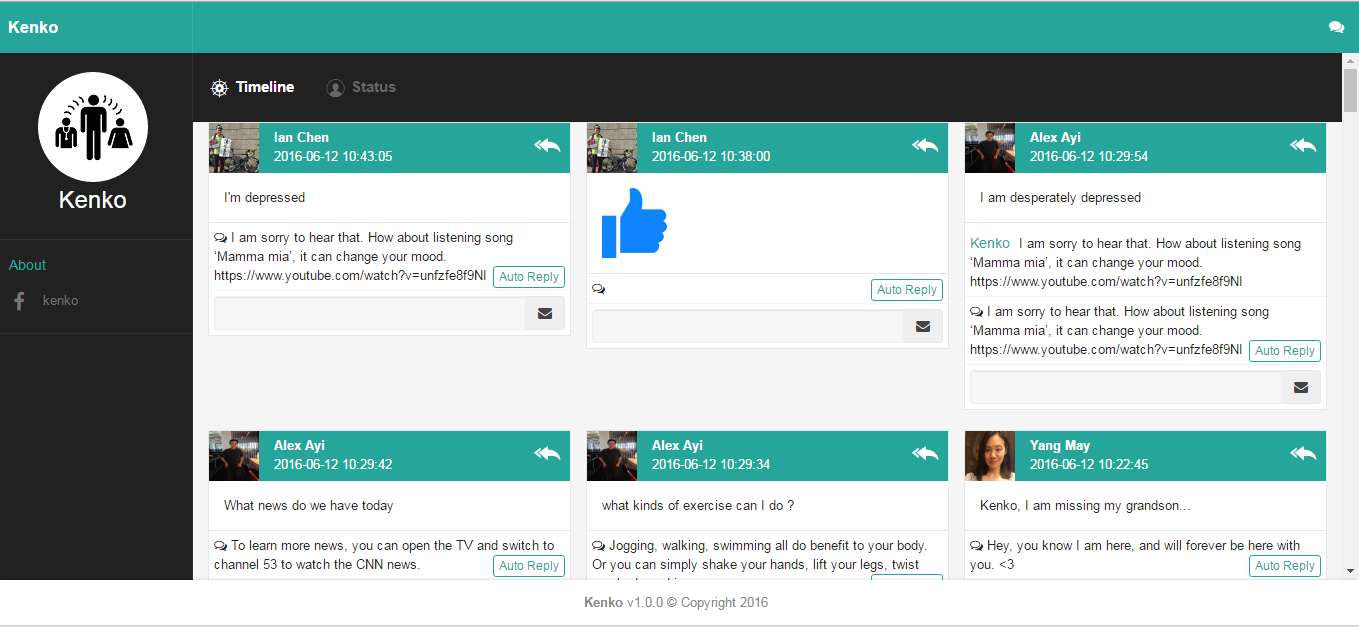 Kenko
Timeline
Status
Kenko
About
kenko
Ian Chen
2016-06-12 10:43:05
I'm depressed
I am sorry to hear that. How about listening song
‘Mamma mia’, it can change your mood.
https://www.youtube.com/watch?v=unfzfe8f9NI
Auto Reply
Ian Chen
2016-06-12 10:38:00
Auto Reply
Alex Ayi
2016-06-12 10:29:54
I am desperately depressed
Kenko I am sorry to hear that. How about listening song
‘Mamma mia’, it can change your mood.
https://www.youtube.com/watch?v=unfzfe8f9NI
I am sorry to hear that. How about listening song
‘Mamma mia’, it can change your mood.
https://www.youtube.com/watch?v=unfzfe8f9NI
Auto Reply
Alex Ayi
2016-06-12 10:29:42
What news do we have today
To learn more news, you can open the TV and switch to
channel 53 to watch the CNN news.
Auto Reply
Alex Ayi
2016-06-12 10:29:34
what kinds of exercise can I do ?
Jogging, walking, swimming all do benefit to your body.
Or you can simply shake your hands, lift your legs, twist
Yang May
2016-06-12 10:22:45
Kenko, I am missing my grandson...
Hey, you know I am here, and will forever be here with
you. <3
Auto Reply
Kenko v1.0.0 © Copyright 2016